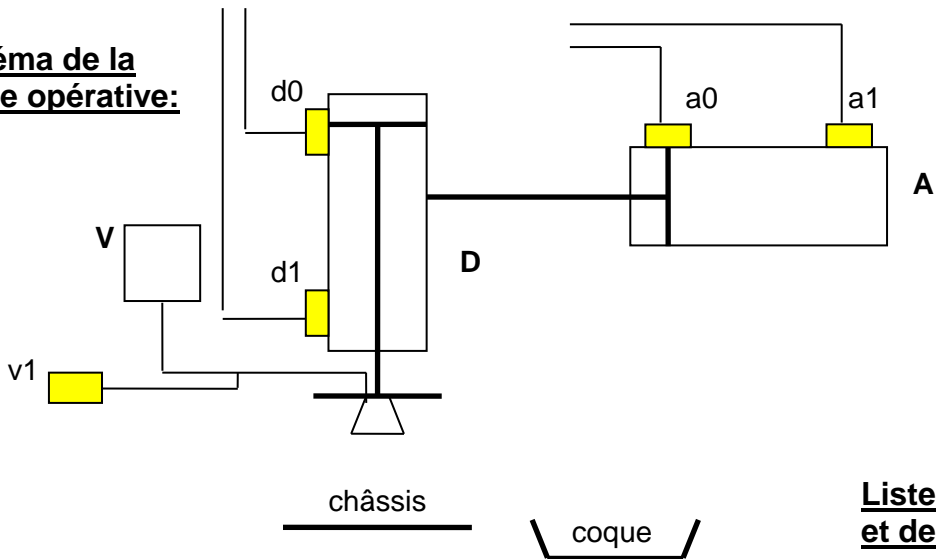 éma de la
e opérative:
d0
a0
a1
A
V
D
d1
v1
châssis
coque
Liste
et de